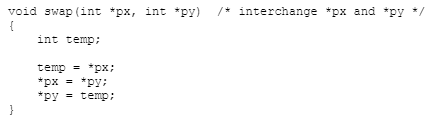 void swap(int *px, int *py)  /* interchange *px and *py */
{
    int temp;

    temp = *px;
    *px = *py;
    *py = temp;
}